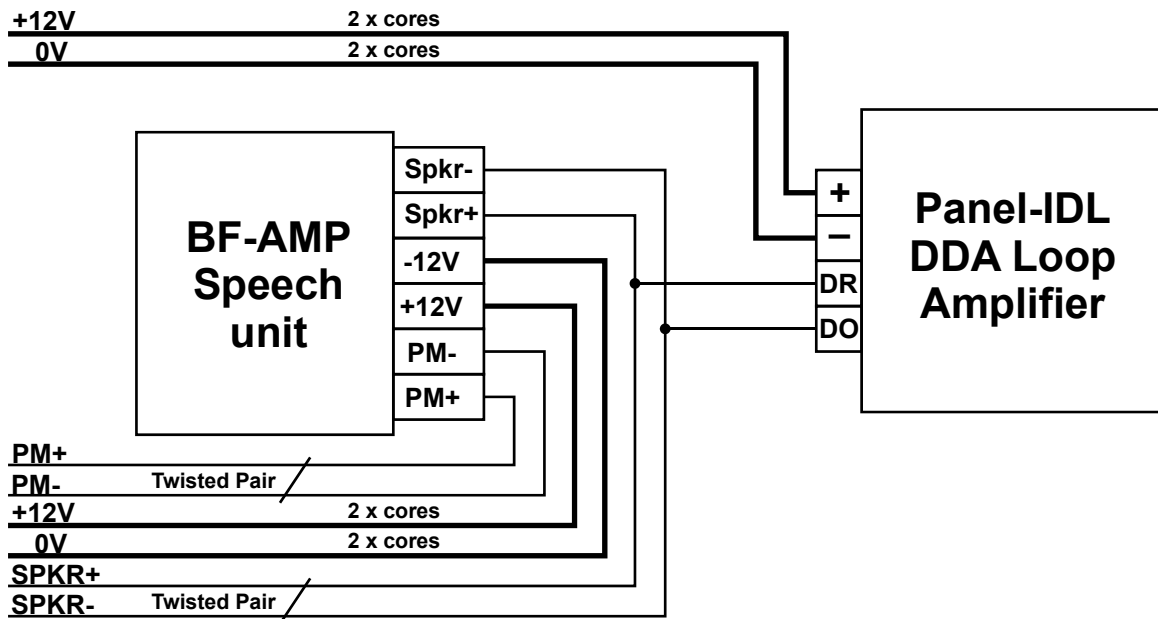 +12V
2 x cores
0V
2 x cores
BF-AMP
Speech
unit
Spkr-
Spkr+
-12V
+12V
PM-
PM+
+
−
DR
DO
Panel-IDL
DDA Loop
Amplifier
PM+
PM-
Twisted Pair
+12V
2 x cores
0V
2 x cores
SPKR+
SPKR-
Twisted Pair